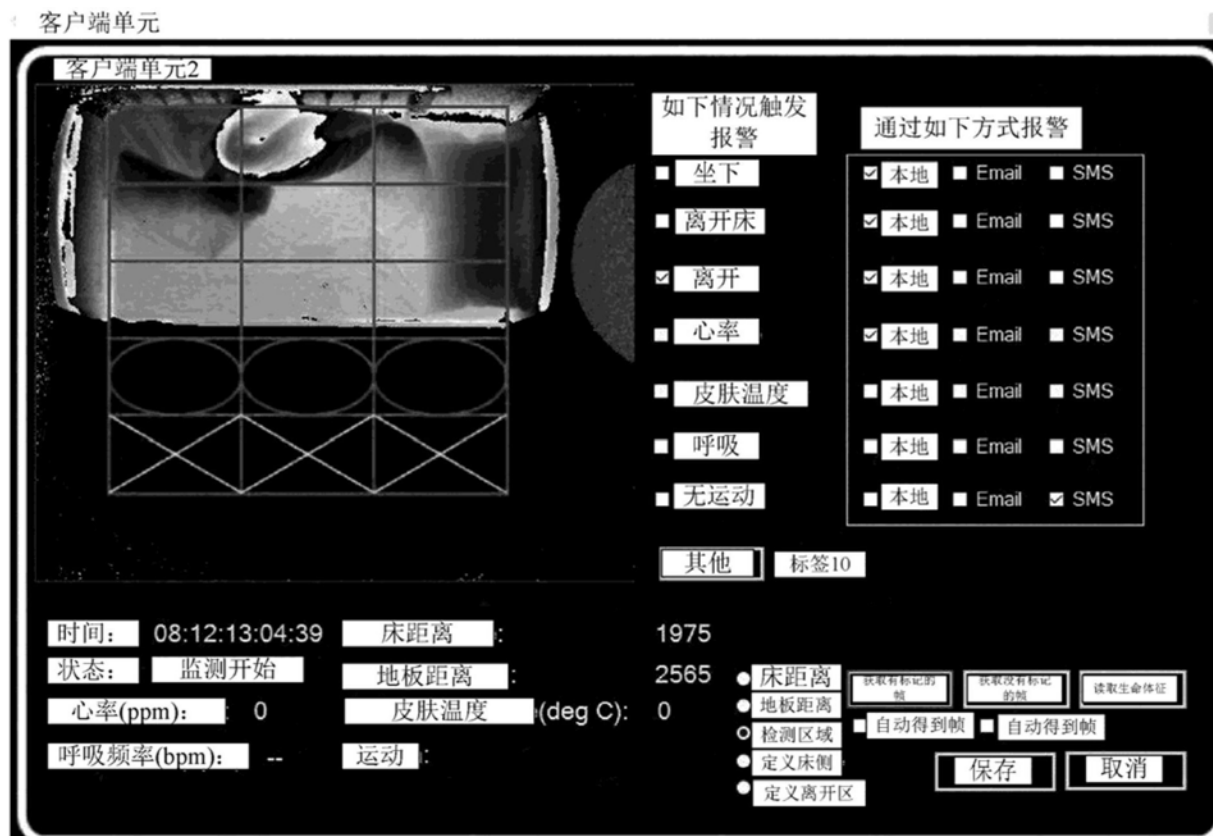 客户端单元
客户端单元2
如下情况触发
报警
通过如下方式报警
坐下
本地 Email SMS
离开床
本地 Email SMS
离开
本地 Email SMS
心率
本地 Email SMS
皮肤温度
本地 Email SMS
呼吸
本地 Email SMS
无运动
本地 Email SMS
其他
标签10
时间： 08:12:13:04:39 床距离 : 1975
状态： 监测开始 地板距离 : 2565
心率(ppm)： : 0 皮肤温度 (deg C): 0
呼吸频率(bpm)： -- 运动 :
床距离
地板距离
检测区域
定义床侧
定义离开区
获取有标记的
帧
获取没有标记
的帧
读取生命体征
自动得到帧 自动得到帧
保存 取消